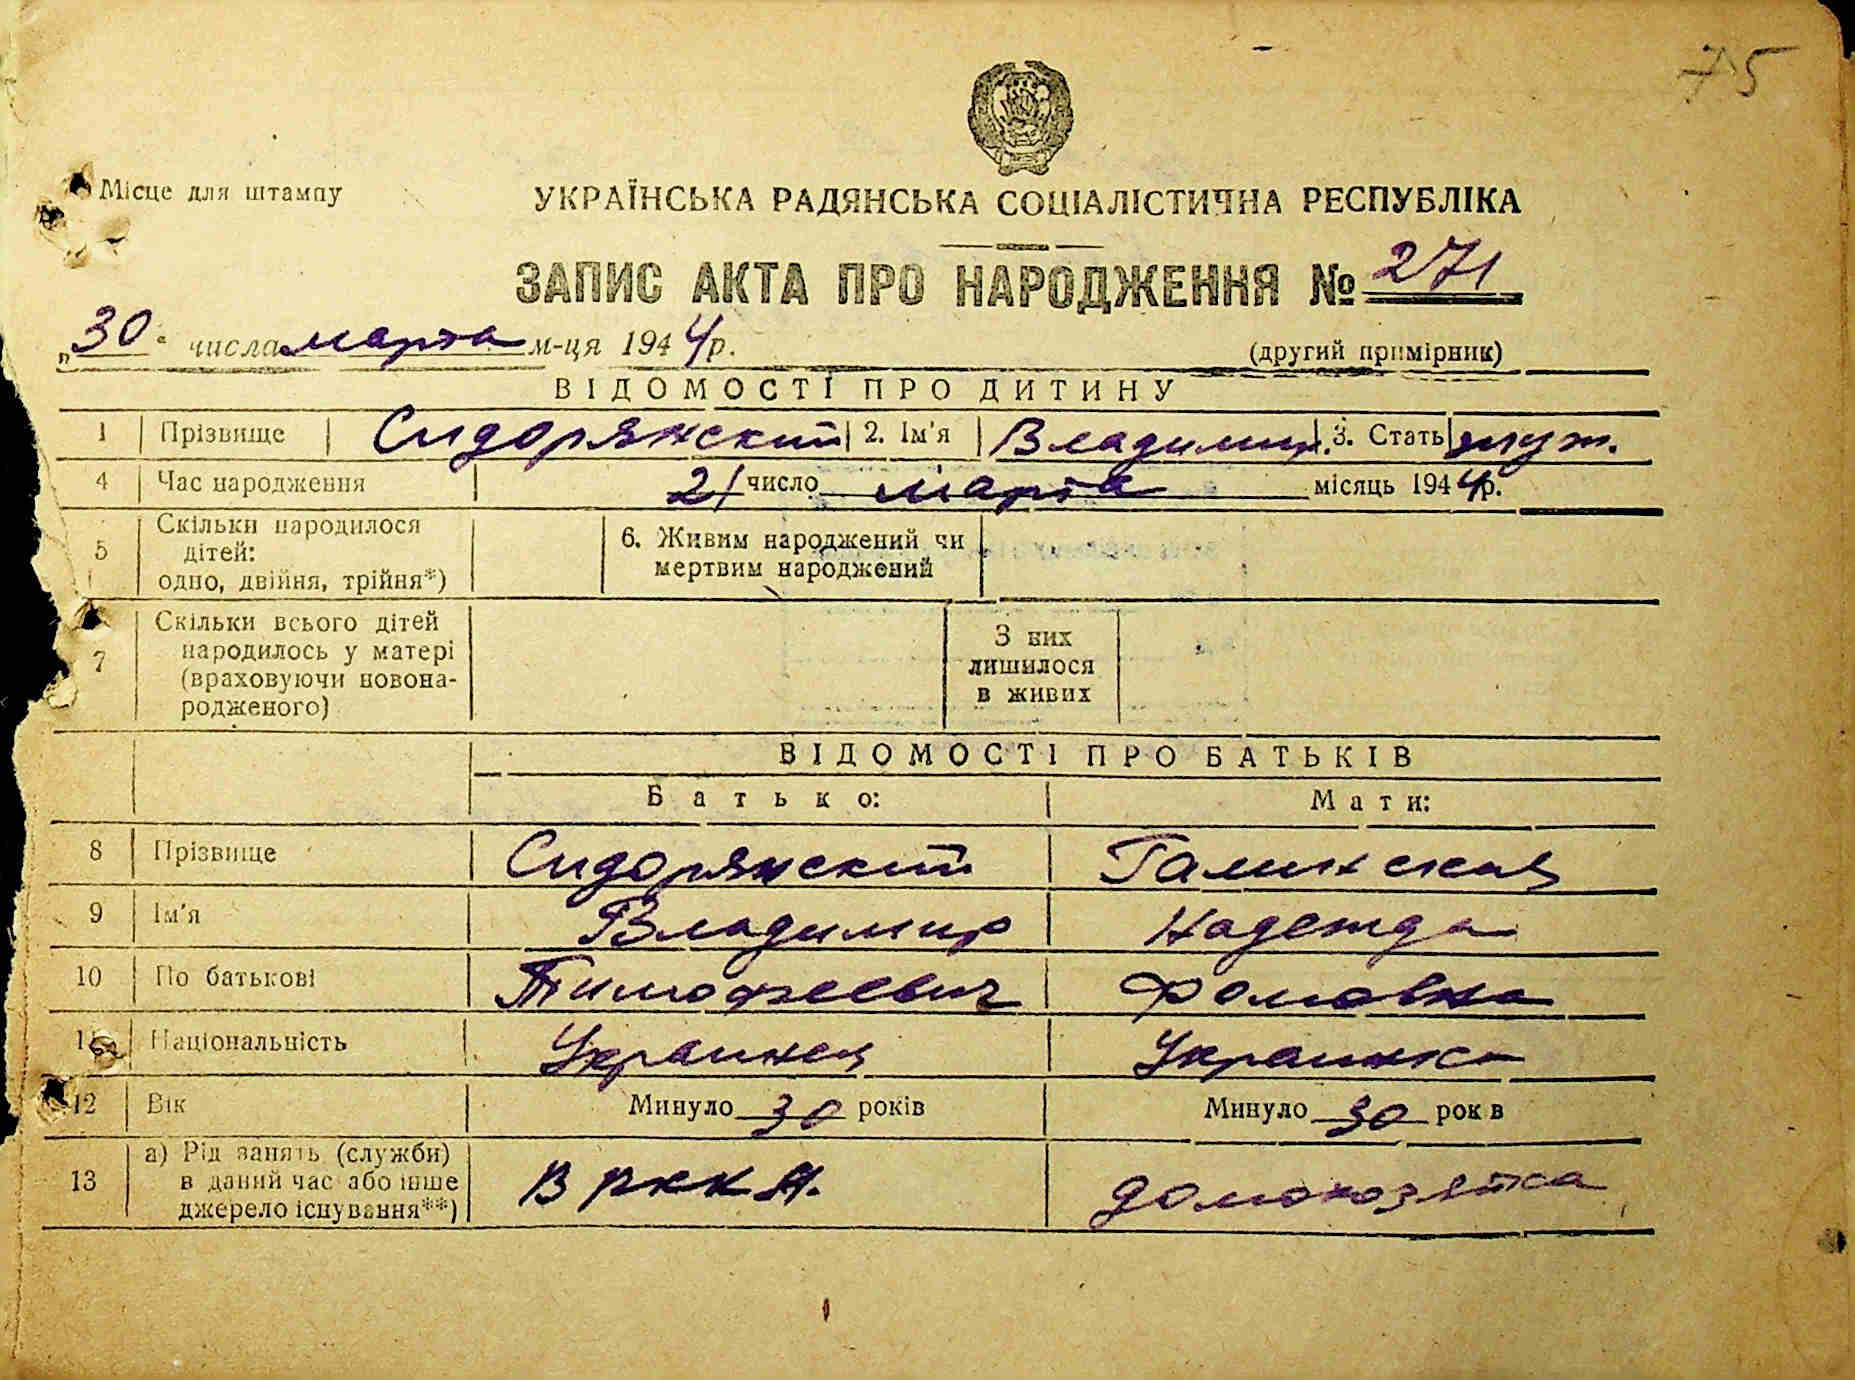 75
Місце для штампу
УКРАЇНСЬКА РАДЯНСЬКА СОЦІАЛІСТИЧНА РЕСПУБЛІКА
ЗАПИС АКТА ПРО НАРОДЖЕННЯ № 271
„30“ числа марта м-ця 1944р.
(другий примірник)
ВІДОМОСТІ ПРО ДИТИНУ
1 Прізвище Сидорянский 2. Ім'я Владимир. 3. Стать муж.
4 Час народження 21 число марта місяць 1944р.
5 Скільки народилося дітей: одно, двійня, трійня*) 6. Живим народжений чи мертвим народжений
7 Скільки всього дітей народилось у матері (враховуючи новонародженого) З них лишилося в живих
ВІДОМОСТІ ПРО БАТЬКІВ
Батько: Мати:
8 Прізвище Сидорянский Галинская
9 Ім'я Владимир Надежда
10 По батькові Тимофеевич Фомовна
11 Національність Украинец Украинка
12 Вік Минуло 30 років Минуло 30 років
13 а) Рід занять (служби) в даний час або інше джерело існування**) В РККА. домохозяйка